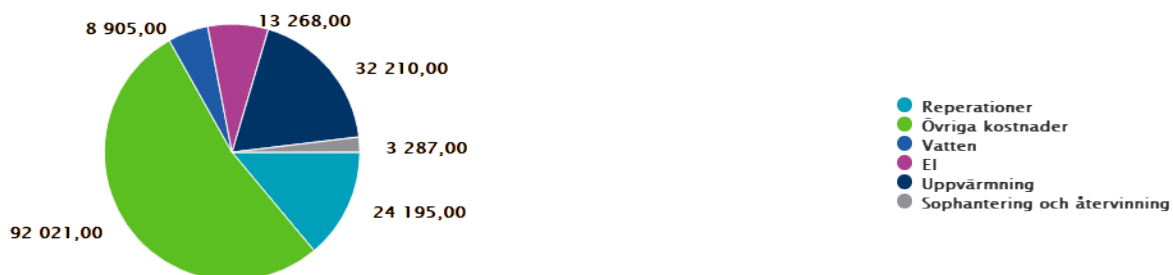 8 905,00
13 268,00
32 210,00
3 287,00
24 195,00
92 021,00
Reperationer
Övriga kostnader
Vatten
El
Uppvärmning
Sophantering och återvinning